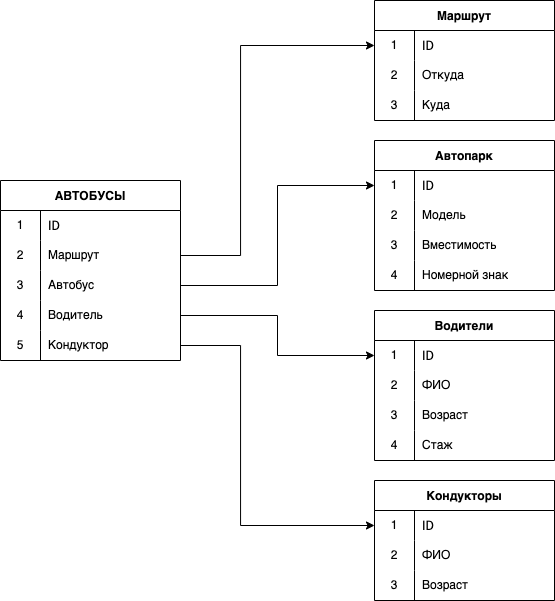 АВТОБУСЫ
1 ID
2 Маршрут
3 Автобус
4 Водитель
5 Кондуктор
Маршрут
1 ID
2 Откуда
3 Куда
Автопарк
1 ID
2 Модель
3 Вместимость
4 Номерной знак
Водители
1 ID
2 ФИО
3 Возраст
4 Стаж
Кондукторы
1 ID
2 ФИО
3 Возраст